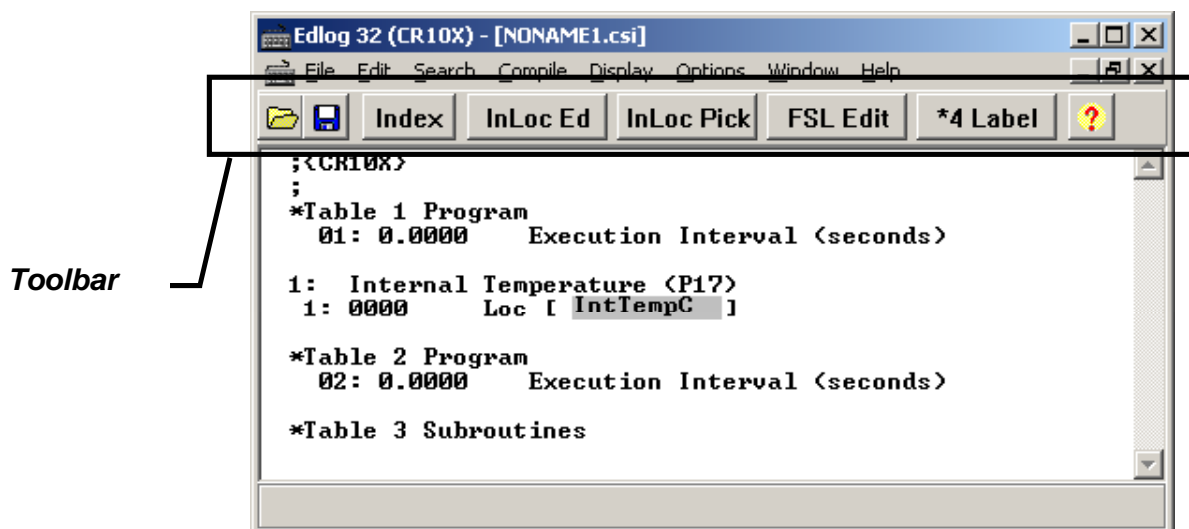 Edlog 32 (CR10X) - [NONAME1.csi]
File Edit Search Compile Display Options Window Help
Index InLoc Ed InLoc Pick FSL Edit *4 Label ?
;{CR10X}
;
*Table 1 Program
01: 0.0000 Execution Interval (seconds)
Toolbar
1: Internal Temperature (P17)
1: 0000 Loc [ IntTempC ]
*Table 2 Program
02: 0.0000 Execution Interval (seconds)
*Table 3 Subroutines